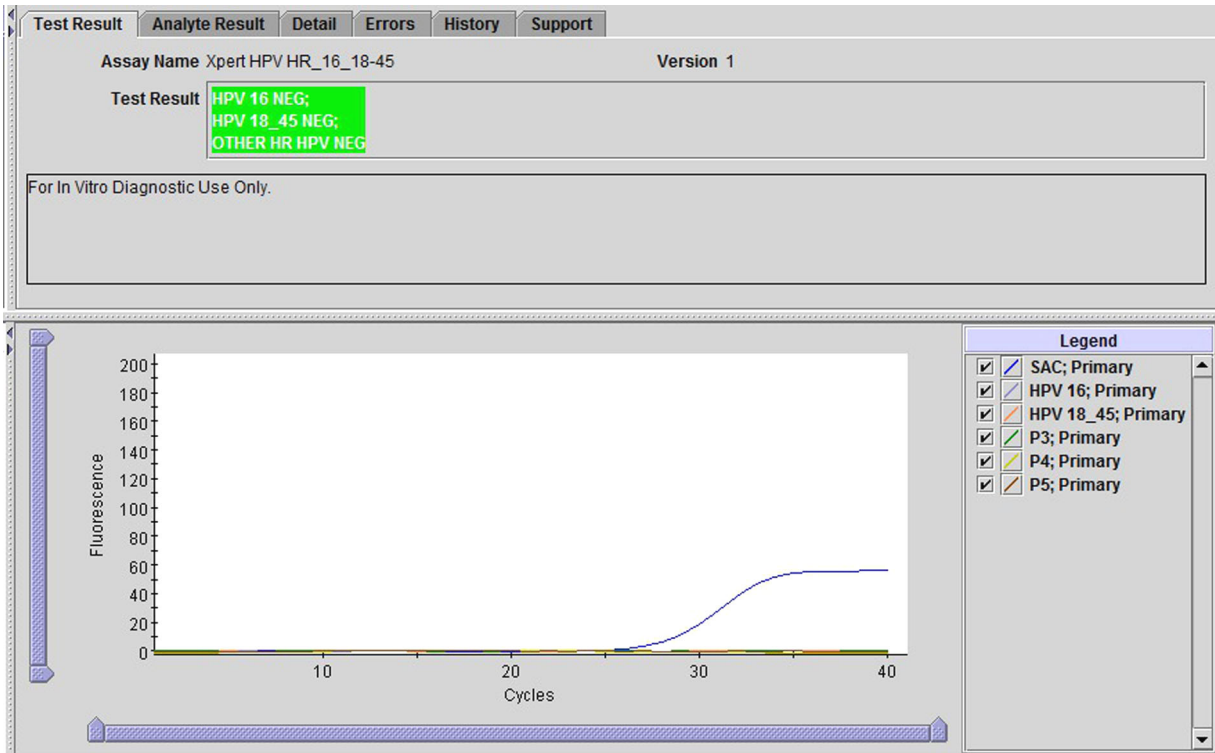 Test Result
Analyte Result
Detail
Errors
History
Support
Assay Name Xpert HPV HR_16_18-45
Version 1
Test Result
HPV 16 NEG;
HPV 18_45 NEG;
OTHER HR HPV NEG
For In Vitro Diagnostic Use Only.
200
180
160
140
120
100
80
60
40
20
0
Fluorescence
10
20
30
40
Cycles
Legend
SAC; Primary
HPV 16; Primary
HPV 18_45; Primary
P3; Primary
P4; Primary
P5; Primary